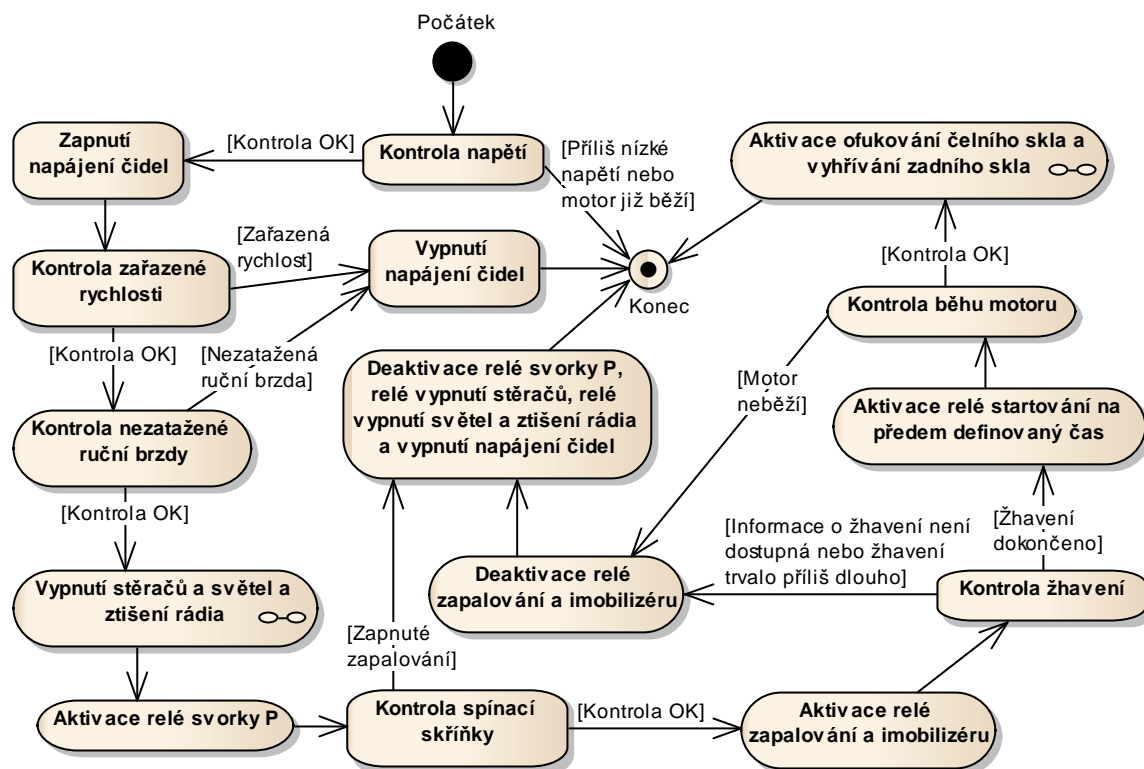 Počátek
Zapnutí
napájení čidel
[Kontrola OK]
Kontrola napětí
[Příliš nízké
napětí nebo
motor již běží]
Aktivace ofukování čelního skla a
vyhřívání zadního skla
Kontrola zařazené
rychlosti
[Zařazená
rychlost]
Vypnutí
napájení čidel
Konec
[Kontrola OK]
Kontrola běhu motoru
[Kontrola OK]
[Nezatažená
ruční brzda]
Kontrola nezatažené
ruční brzdy
Deaktivace relé svorky P,
relé vypnutí stěračů, relé
vypnutí světel a ztišení rádia
a vypnutí napájení čidel
[Motor
neběží]
Aktivace relé startování na
předem definovaný čas
[Kontrola OK]
[Informace o žhavení není
dostupná nebo žhavení
trvalo příliš dlouho]
[Žhavení
dokončeno]
Vypnutí stěračů a světel a
ztišení rádia
Deaktivace relé
zapalování a imobilizéru
Kontrola žhavení
[Zapnuté
zapalování]
Aktivace relé svorky P
Kontrola spínací
skříňky
[Kontrola OK]
Aktivace relé
zapalování a imobilizéru